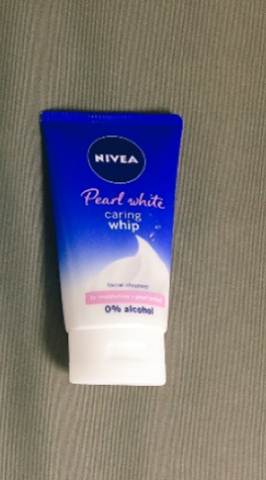 NIVEA
Pearl white
caring
whip
facial cleanser
0% alcohol